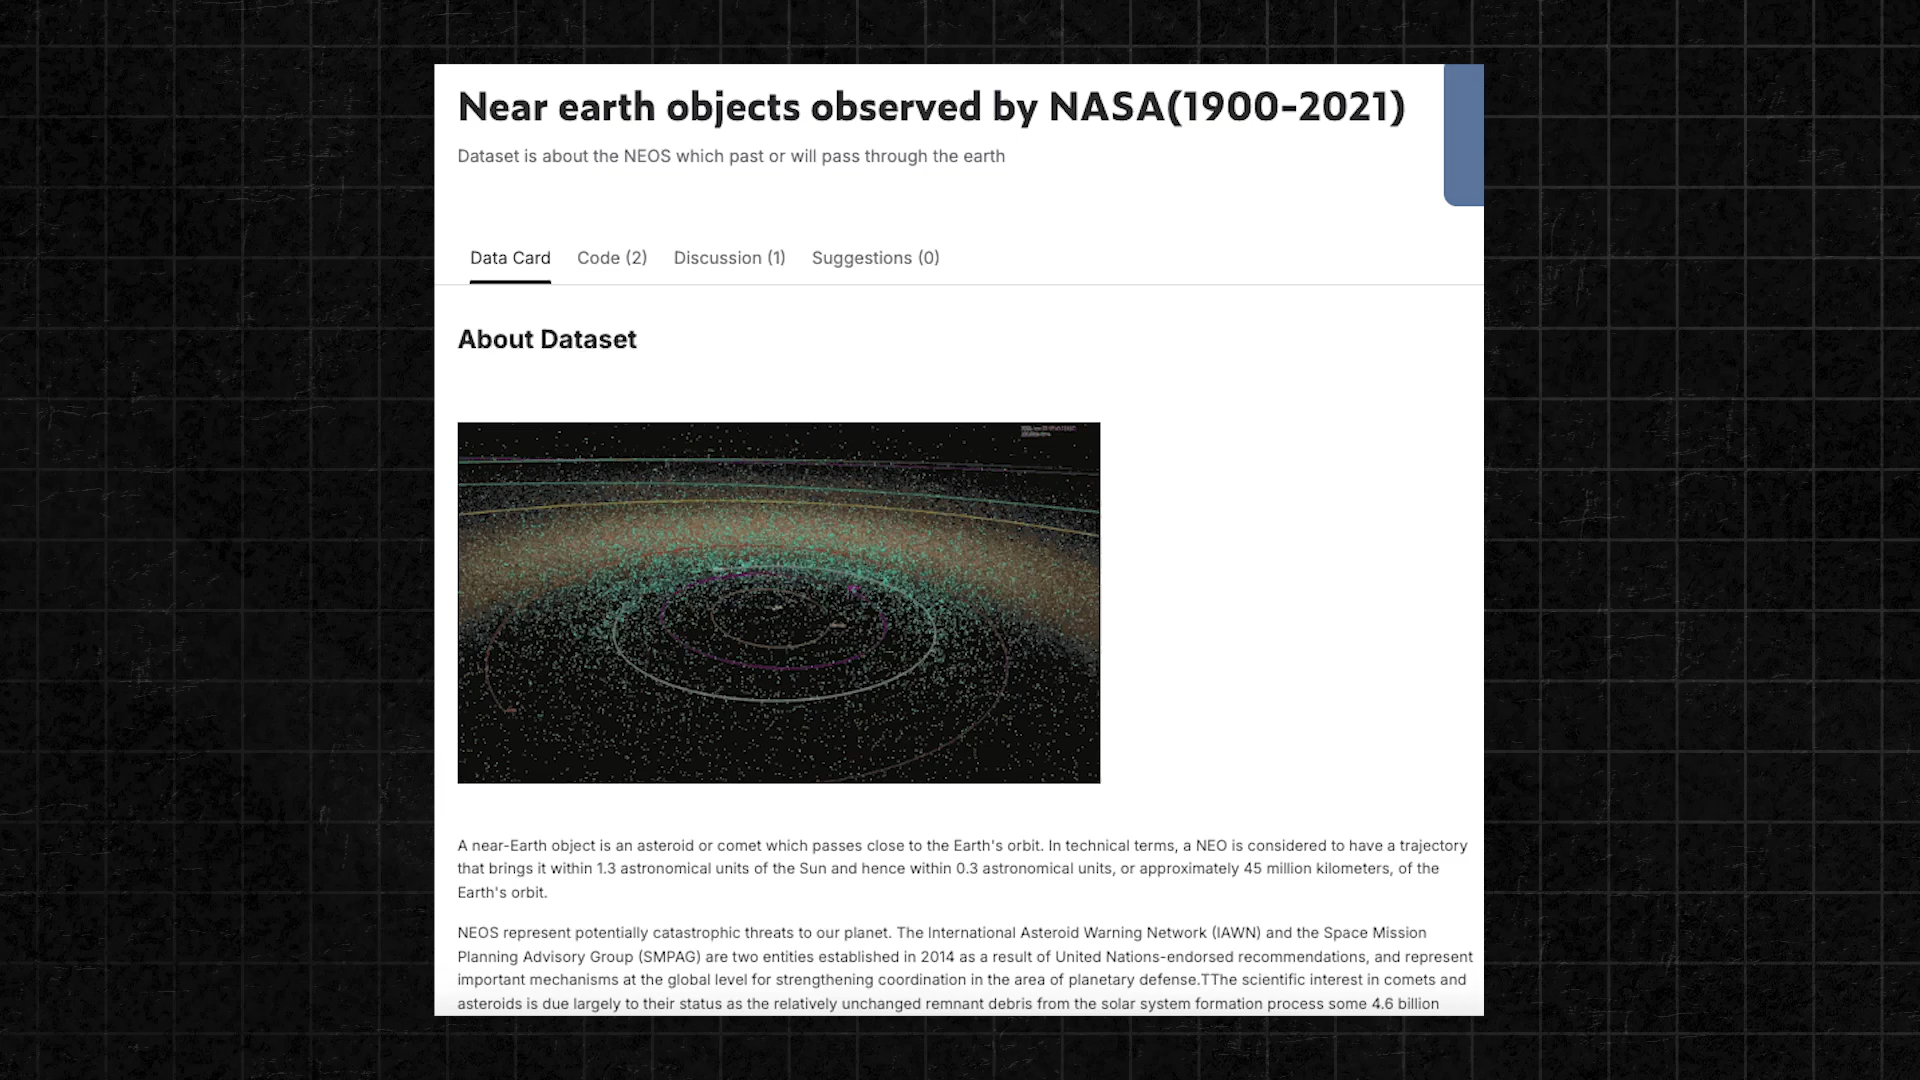 Near earth objects observed by NASA(1900-2021)
Dataset is about the NEOS which past or will pass through the earth
Data Card Code (2) Discussion (1) Suggestions (0)
About Dataset
A near-Earth object is an asteroid or comet which passes close to the Earth's orbit. In technical terms, a NEO is considered to have a trajectory
that brings it within 1.3 astronomical units of the Sun and hence within 0.3 astronomical units, or approximately 45 million kilometers, of the
Earth's orbit.
NEOS represent potentially catastrophic threats to our planet. The International Asteroid Warning Network (IAWN) and the Space Mission
Planning Advisory Group (SMPAG) are two entities established in 2014 as a result of United Nations-endorsed recommendations, and represent
important mechanisms at the global level for strengthening coordination in the area of planetary defense.TThe scientific interest in comets and
asteroids is due largely to their status as the relatively unchanged remnant debris from the solar system formation process some 4.6 billion